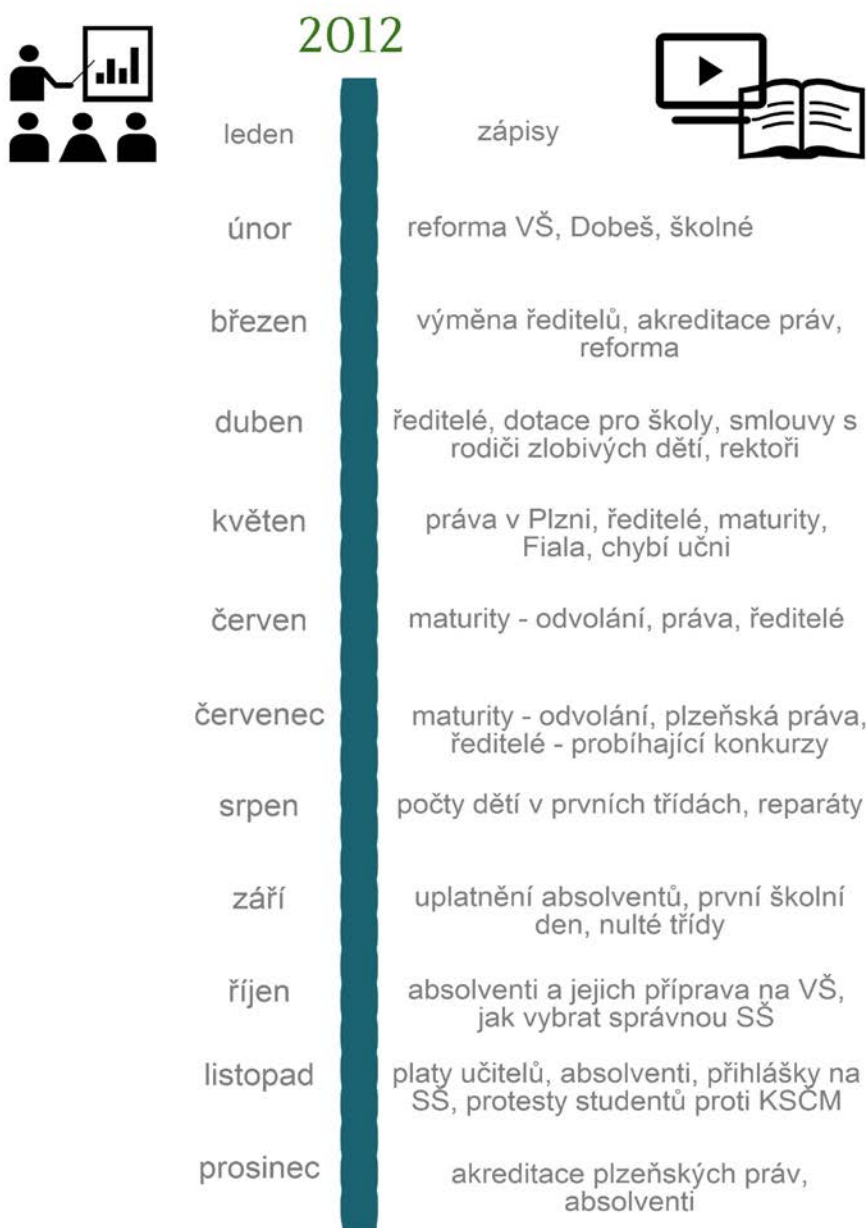 2012
leden
zápisy
únor
reforma VŠ, Dobeš, školné
březen
výměna ředitelů, akreditace práv,
reforma
duben
ředitelé, dotace pro školy, smlouvy s
rodiči zlobivých dětí, rektoři
květen
práva v Plzni, ředitelé, maturity,
Fiala, chybí učni
červen
maturity - odvolání, práva, ředitelé
červenec
maturity - odvolání, plzeňská práva,
ředitelé - probíhající konkurzy
srpen
počty dětí v prvních třídách, reparáty
září
uplatnění absolventů, první školní
den, nulté třídy
říjen
absolventi a jejich příprava na VŠ,
jak vybrat správnou SŠ
listopad
platy učitelů, absolventi, přihlášky na
SŠ, protesty studentů proti KSČM
prosinec
akreditace plzeňských práv,
absolventi